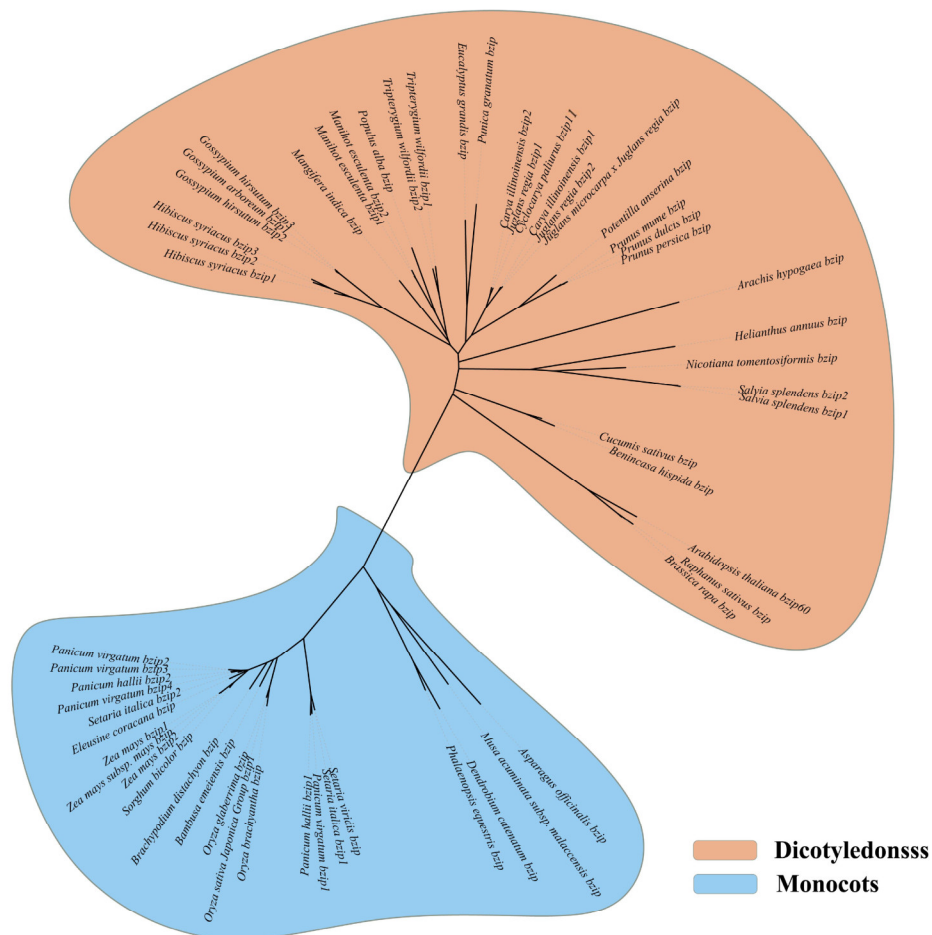 Eucalyptus grandis bzip
Punica granatum bzip
Tripterygium wilfordii bzip1
Tripterygium wilfordii bzip2
Populus alba bzip
Manihot esculenta bzip2
Manihot esculenta bzip1
Mangifera indica bzip
Gossypium hirsutum bzip3
Gossypium arboreum bzip
Gossypium hirsutum bzip2
Hibiscus syriacus bzip3
Hibiscus syriacus bzip2
Hibiscus syriacus bzip1
Carya illinoinensis bzip2
Juglans regia bzip1
Cyclocarya paliurus bzip11
Carya illinoinensis bzip1
Juglans regia bzip2
Juglans microcarpa x Juglans regia bzip
Potentilla anserina bzip
Prunus mume bzip
Prunus dulcis bzip
Prunus persica bzip
Arachis hypogaea bzip
Helianthus annuus bzip
Nicotiana tomentosiformis bzip
Salvia splendens bzip2
Salvia splendens bzip1
Cucumis sativus bzip
Benincasa hispida bzip
Arabidopsis thaliana bzip60
Raphanus sativus bzip
Brassica rapa bzip
Panicum virgatum bzip2
Panicum virgatum bzip3
Panicum hallii bzip2
Panicum virgatum bzip4
Setaria italica bzip2
Eleusine coracana bzip
Zea mays bzip1
Zea mays subsp. mays bzip
Zea mays bzip2
Sorghum bicolor bzip
Brachypodium distachyon bzip
Bambusa emeiensis bzip
Oryza glaberrima bzip
Oryza sativa Japonica Group bzip1
Oryza brachyantha bzip
Panicum hallii bzip1
Panicum virgatum bzip1
Setaria italica bzip1
Setaria viricis bzip
Phalaenopsis equestris bzip
Dendrobium catenatum bzip
Musa acuminata subsp. malaccensis bzip
Asparagus officinalis bzip
Dicotyledonsss
Monocots